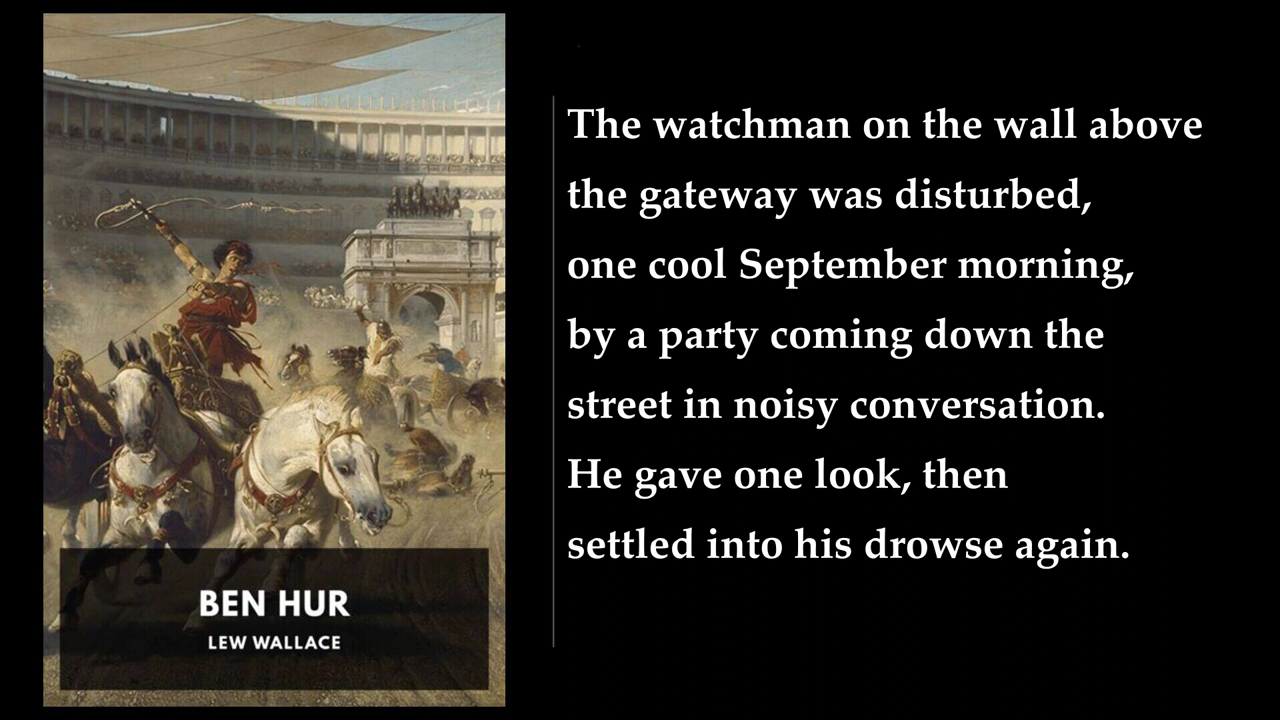 BEN HUR
LEW WALLACE
The watchman on the wall above
the gateway was disturbed,
one cool September morning,
by a party coming down the
street in noisy conversation.
He gave one look, then
settled into his drowse again.